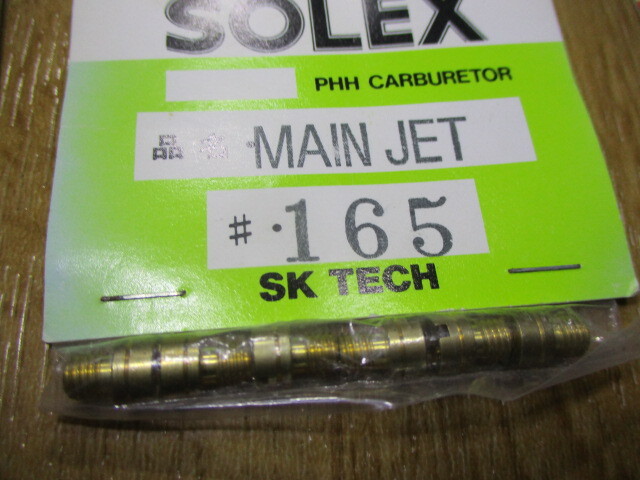 SOLEX
PHH CARBURETOR
品名 MAIN JET
# 165
SK TECH